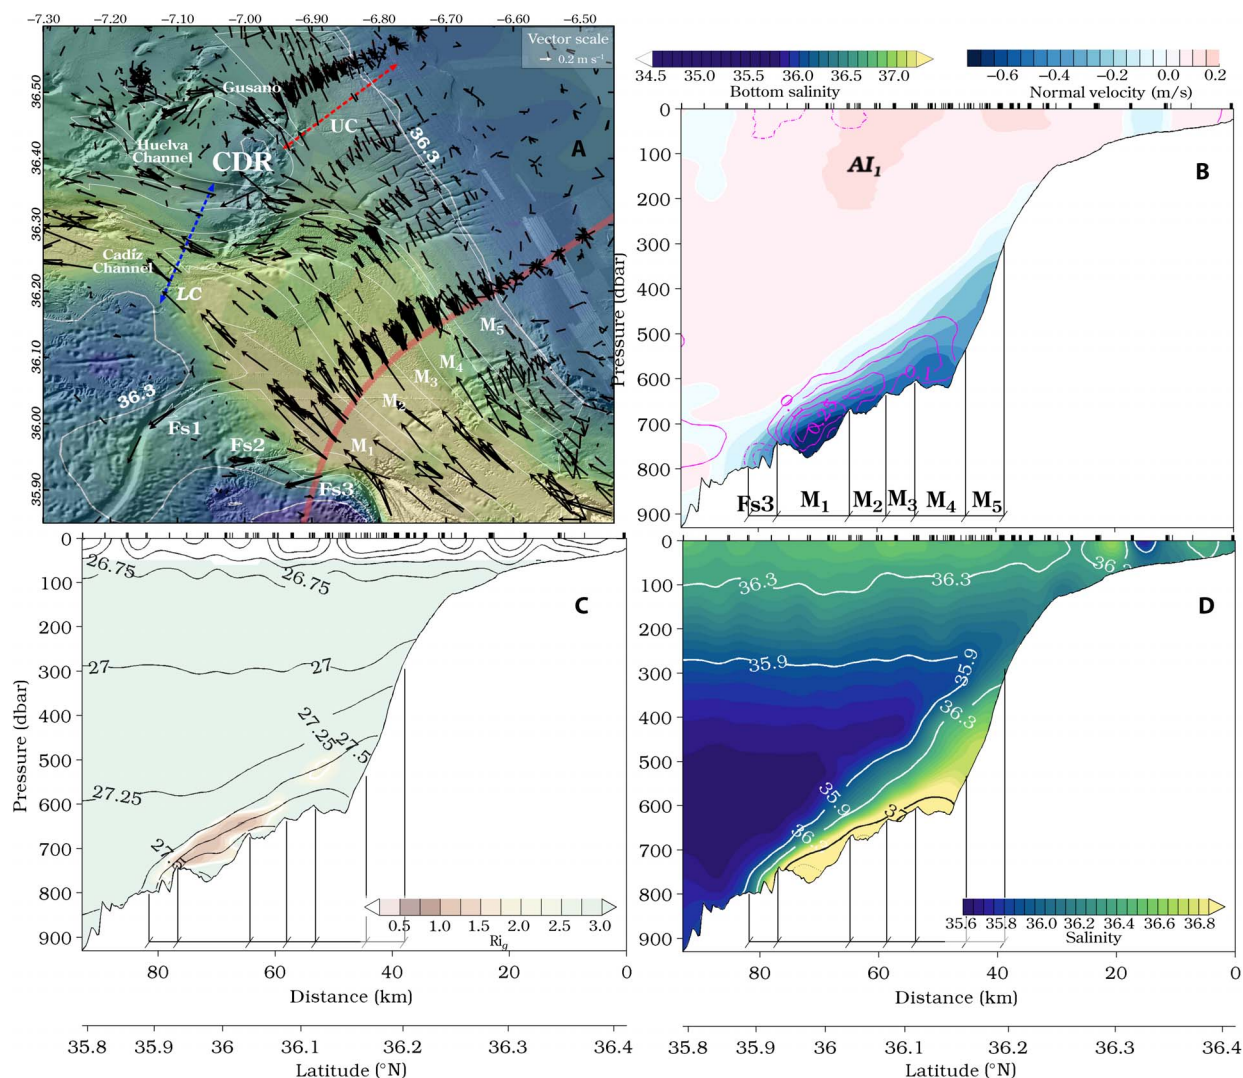 −7.30 −7.20 −7.10 −7.00 −6.90 −6.80 −6.70 −6.60 −6.50
Vector scale
0.2 m s⁻¹
36.50
36.40
36.30
36.20
36.10
36.00
35.90
Gusano
UC
Huelva
Channel
CDR
36.3
A
Cadíz
Channel
LC
M₅
M₄
M₃
M₂
M₁
36.3
Fs1
Fs2
Fs3
34.5 35.0 35.5 36.0 36.5 37.0
Bottom salinity
−0.6 −0.4 −0.2 0.0 0.2
Normal velocity (m/s)
0
100
200
300
400
500
600
700
800
900
Pressure (dbar)
AI₁
B
Fs3 M₁ M₂ M₃ M₄ M₅
0
100
200
300
400
500
600
700
800
900
Pressure (dbar)
26.75
26.75
27
27
27.25
27.5
27.25
27.5
C
0.5 1.0 1.5 2.0 2.5 3.0
Ri_g
80 60 40 20 0
Distance (km)
35.8 35.9 36 36.1 36.2 36.3 36.4
Latitude (°N)
0
100
200
300
400
500
600
700
800
900
36.3
36.3
35.9
35.9
36.3
35.9
D
35.6 35.8 36.0 36.2 36.4 36.6 36.8
Salinity
80 60 40 20 0
Distance (km)
35.8 35.9 36 36.1 36.2 36.3 36.4
Latitude (°N)